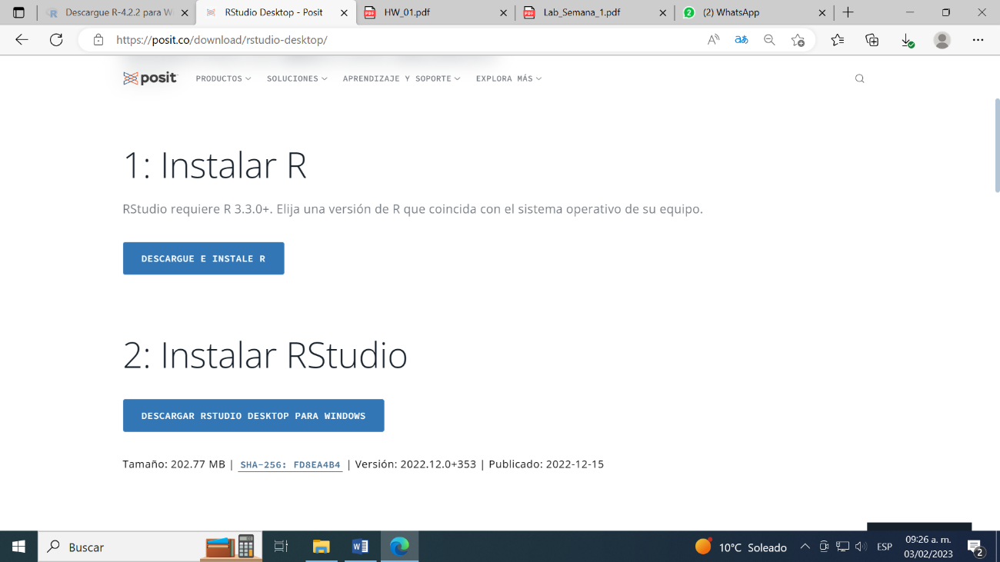 Descargue R-4.2.2 para W
RStudio Desktop - Posit
HW_01.pdf
Lab_Semana_1.pdf
(2) WhatsApp
https://posit.co/download/rstudio-desktop/
posit
PRODUCTOS
SOLUCIONES
APRENDIZAJE Y SOPORTE
EXPLORA MÁS
1: Instalar R
RStudio requiere R 3.3.0+. Elija una versión de R que coincida con el sistema operativo de su equipo.
DESCARGUE E INSTALE R
2: Instalar RStudio
DESCARGAR RSTUDIO DESKTOP PARA WINDOWS
Tamaño: 202.77 MB | SHA-256: FD8EA4B4 | Versión: 2022.12.0+353 | Publicado: 2022-12-15
Buscar
10°C Soleado
ESP
09:26 a. m.
03/02/2023
2